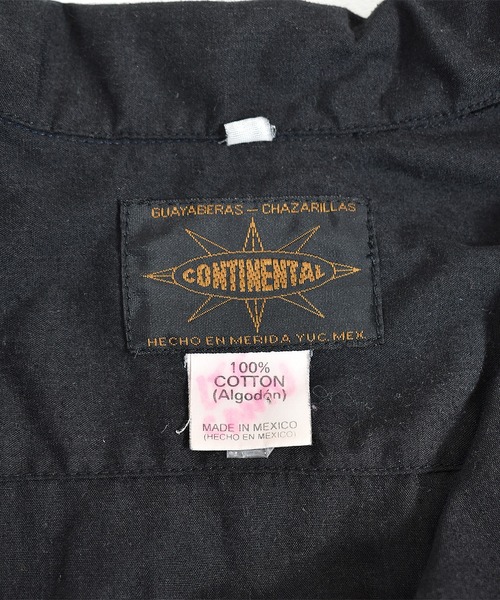 GUAYABERAS — CHAZARILLAS
CONTINENTAL
HECHO EN MERIDA YUC. MEX.
100%
COTTON
(Algodón)
MADE IN MEXICO
(HECHO EN MEXICO)